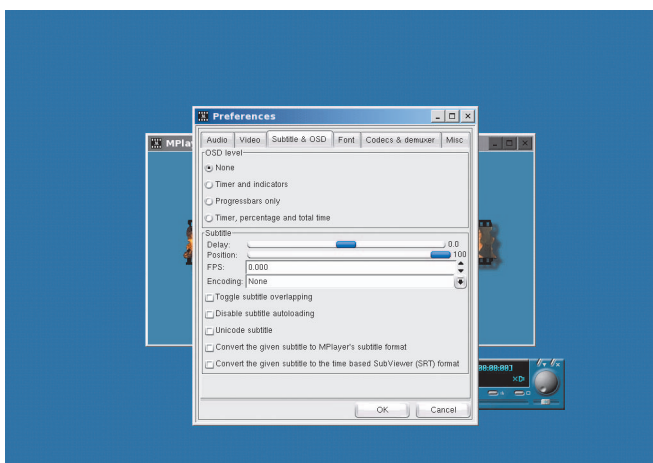 Preferences
MPla
Audio Video Subtitle & OSD Font Codecs & demuxer Misc
OSD level
None
Timer and indicators
Progressbars only
Timer, percentage and total time
Subtitle
Delay: 0.0
Position: 100
FPS: 0.000
Encoding: None
Toggle subtitle overlapping
Disable subtitle autoloading
Unicode subtitle
Convert the given subtitle to MPlayer's subtitle format
Convert the given subtitle to the time based SubViewer (SRT) format
OK Cancel